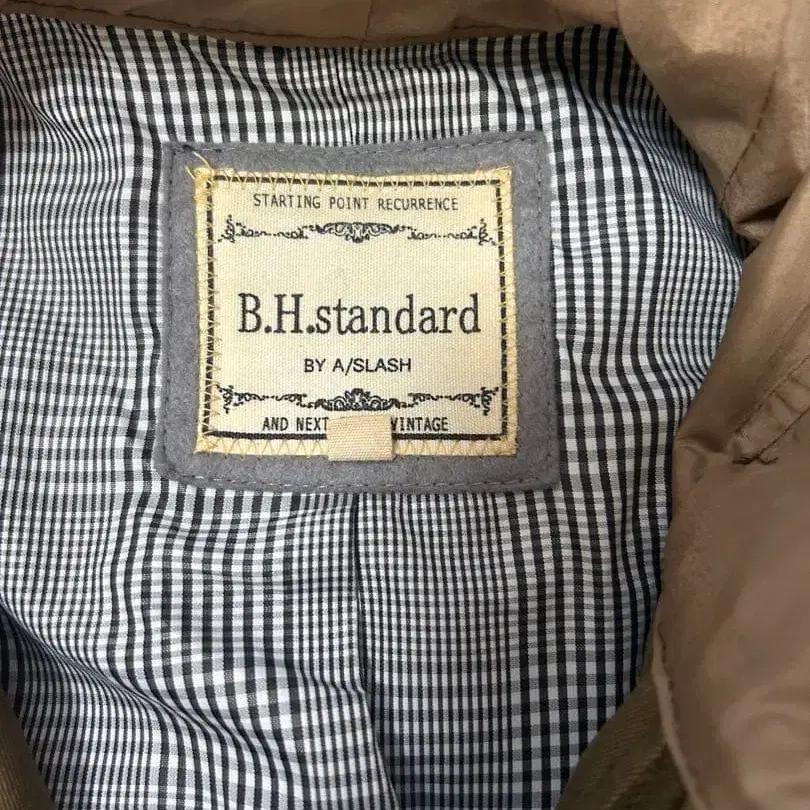 STARTING POINT RECURRENCE
B.H.standard
BY A/SLASH
AND NEXT VINTAGE